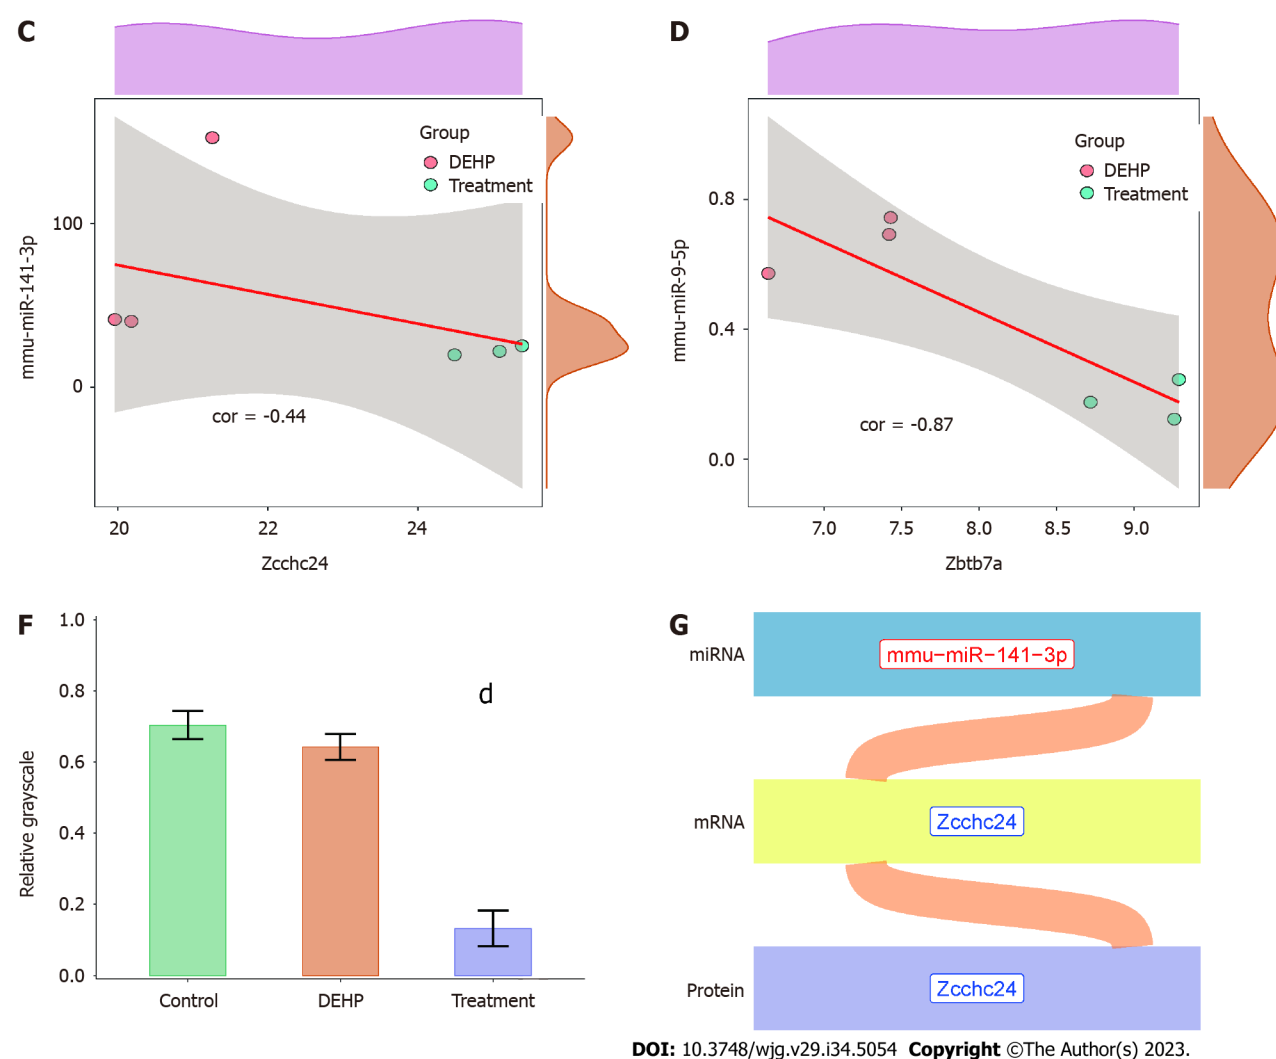 C
mmu-miR-141-3p
100
0
Group
DEHP
Treatment
cor = -0.44
20 22 24
Zcchc24
D
mmu-miR-9-5p
0.8
0.4
0.0
Group
DEHP
Treatment
cor = -0.87
7.0 7.5 8.0 8.5 9.0
Zbtb7a
F
Relative grayscale
1.0
0.8
0.6
0.4
0.2
0.0
d
Control DEHP Treatment
G
miRNA mmu-miR-141-3p
mRNA Zcchc24
Protein Zcchc24
DOI: 10.3748/wjg.v29.i34.5054 Copyright ©The Author(s) 2023.